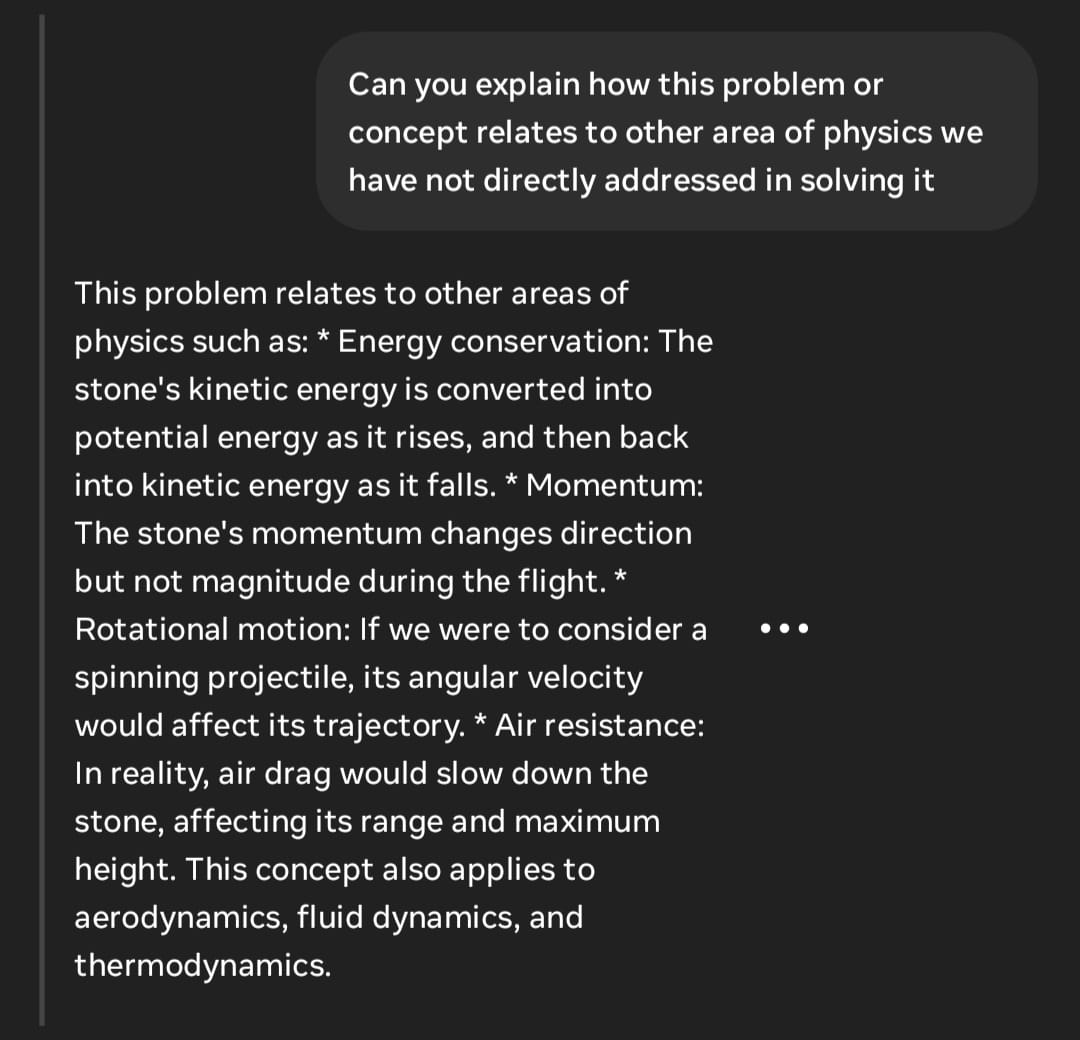 Can you explain how this problem or
concept relates to other area of physics we
have not directly addressed in solving it
This problem relates to other areas of
physics such as: * Energy conservation: The
stone's kinetic energy is converted into
potential energy as it rises, and then back
into kinetic energy as it falls. * Momentum:
The stone's momentum changes direction
but not magnitude during the flight. *
Rotational motion: If we were to consider a
spinning projectile, its angular velocity
would affect its trajectory. * Air resistance:
In reality, air drag would slow down the
stone, affecting its range and maximum
height. This concept also applies to
aerodynamics, fluid dynamics, and
thermodynamics.